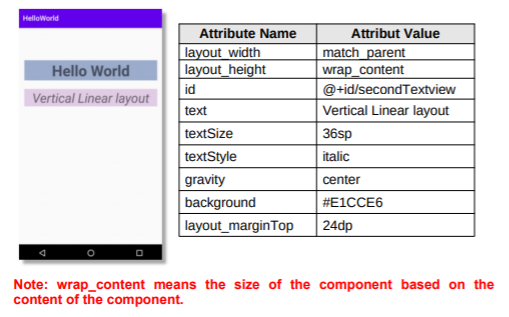 HelloWorld
Hello World
Vertical Linear layout
Attribute Name Attribut Value
layout_width match_parent
layout_height wrap_content
id @+id/secondTextview
text Vertical Linear layout
textSize 36sp
textStyle italic
gravity center
background #E1CCE6
layout_marginTop 24dp
Note: wrap_content means the size of the component based on the
content of the component.